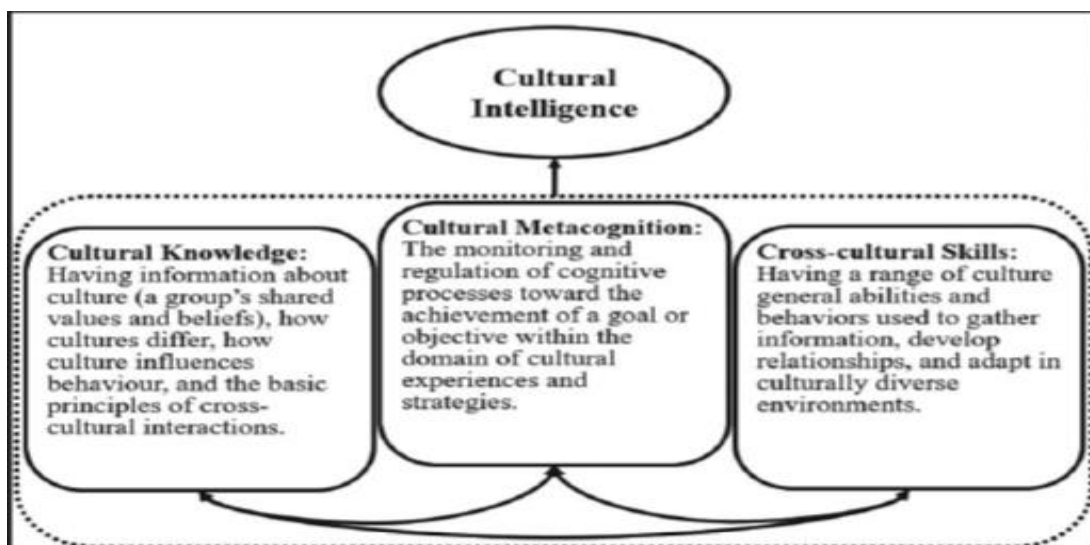 Cultural
Intelligence
Cultural Knowledge:
Having information about
culture (a group's shared
values and beliefs), how
cultures differ, how
culture influences
behaviour, and the basic
principles of cross-
cultural interactions.
Cultural Metacognition:
The monitoring and
regulation of cognitive
processes toward the
achievement of a goal or
objective within the
domain of cultural
experiences and
strategies.
Cross-cultural Skills:
Having a range of culture
general abilities and
behaviors used to gather
information, develop
relationships, and adapt in
culturally diverse
environments.